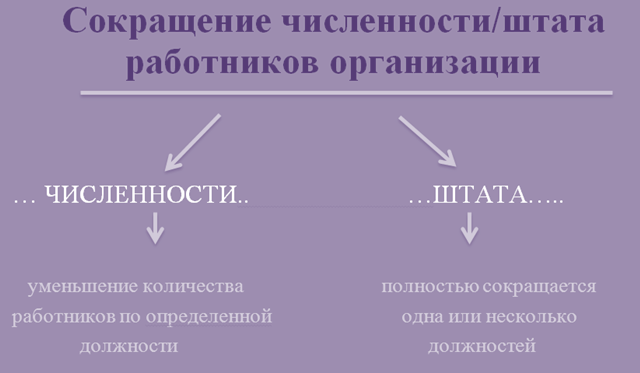 Сокращение численности/штата
работников организации
… ЧИСЛЕННОСТИ..
…ШТАТА…..
уменьшение количества
работников по определенной
должности
полностью сокращается
одна или несколько
должностей